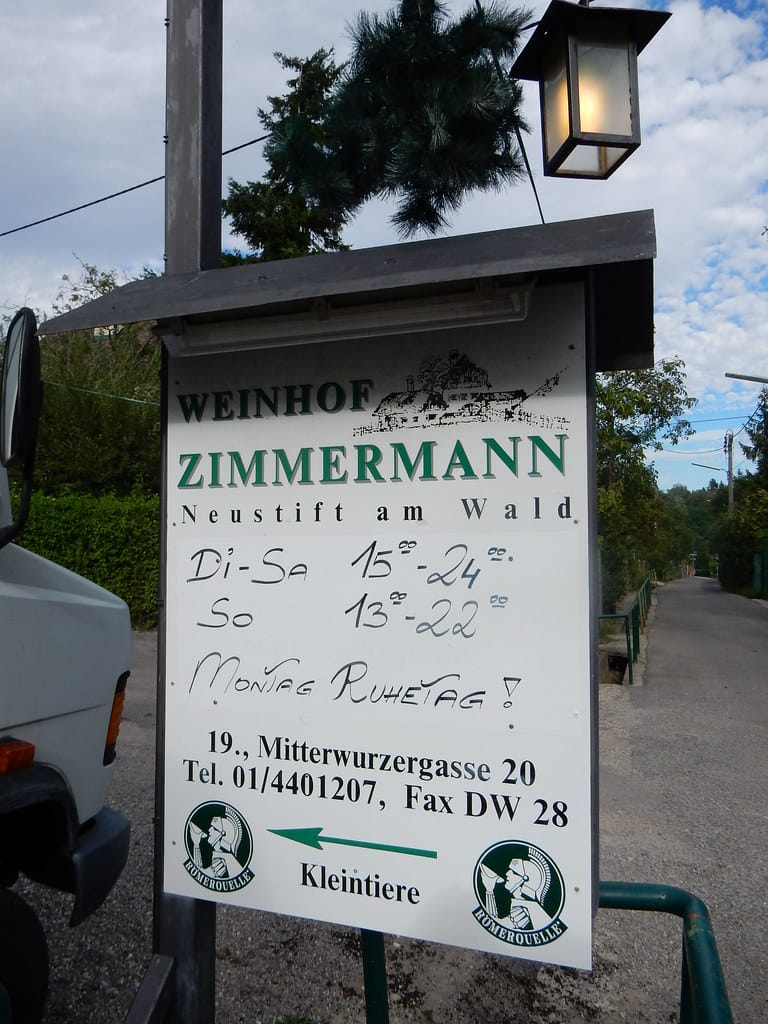 WEINHOF
ZIMMERMANN
Neustift am Wald
Di-Sa 15⁰⁰-24⁰⁰.
So 13⁰⁰-22⁰⁰
MONTAG RUHETAG!
19., Mitterwurzergasse 20
Tel. 01/4401207, Fax DW 28
Kleintiere
RÖMERQUELLE
RÖMERQUELLE